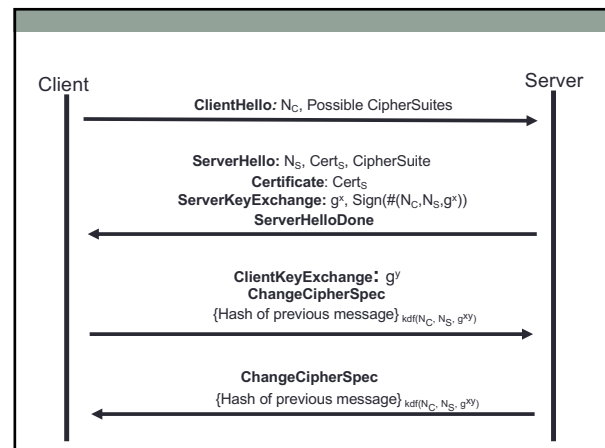 Client
Server
ClientHello: N_C, Possible CipherSuites
ServerHello: N_S, Cert_S, CipherSuite
Certificate: Cert_S
ServerKeyExchange: g^x, Sign(#(N_C,N_S,g^x))
ServerHelloDone
ClientKeyExchange: g^y
ChangeCipherSpec
{Hash of previous message} kdf(N_C, N_S, g^xy)
ChangeCipherSpec
{Hash of previous message} kdf(N_C, N_S, g^xy)